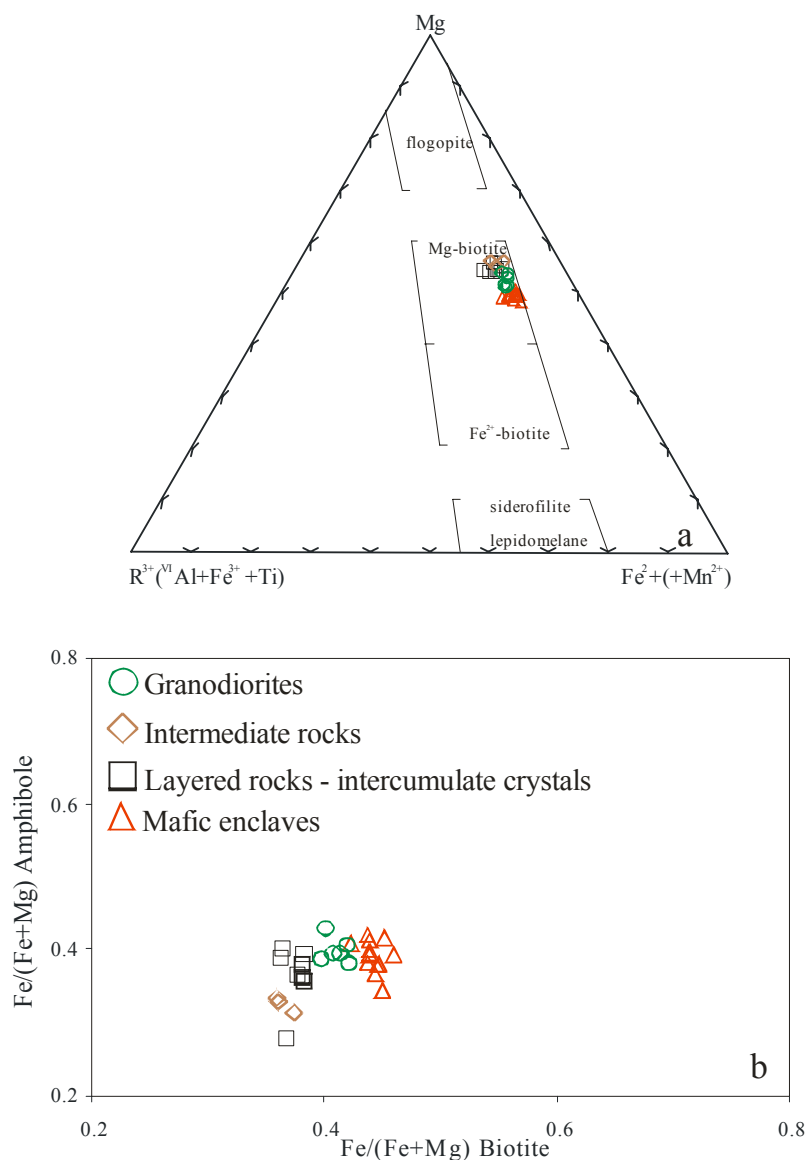 Mg
flogopite
Mg-biotite
Fe²⁺-biotite
siderofilite
lepidomelane
a
R³⁺(ⱽᴵAl+Fe³⁺+Ti)
Fe²+(+Mn²⁺)
0.8
Granodiorites
Intermediate rocks
Layered rocks - intercumulate crystals
Mafic enclaves
0.6
0.4
0.2
Fe/(Fe+Mg) Amphibole
b
0.2 0.4 0.6 0.8
Fe/(Fe+Mg) Biotite